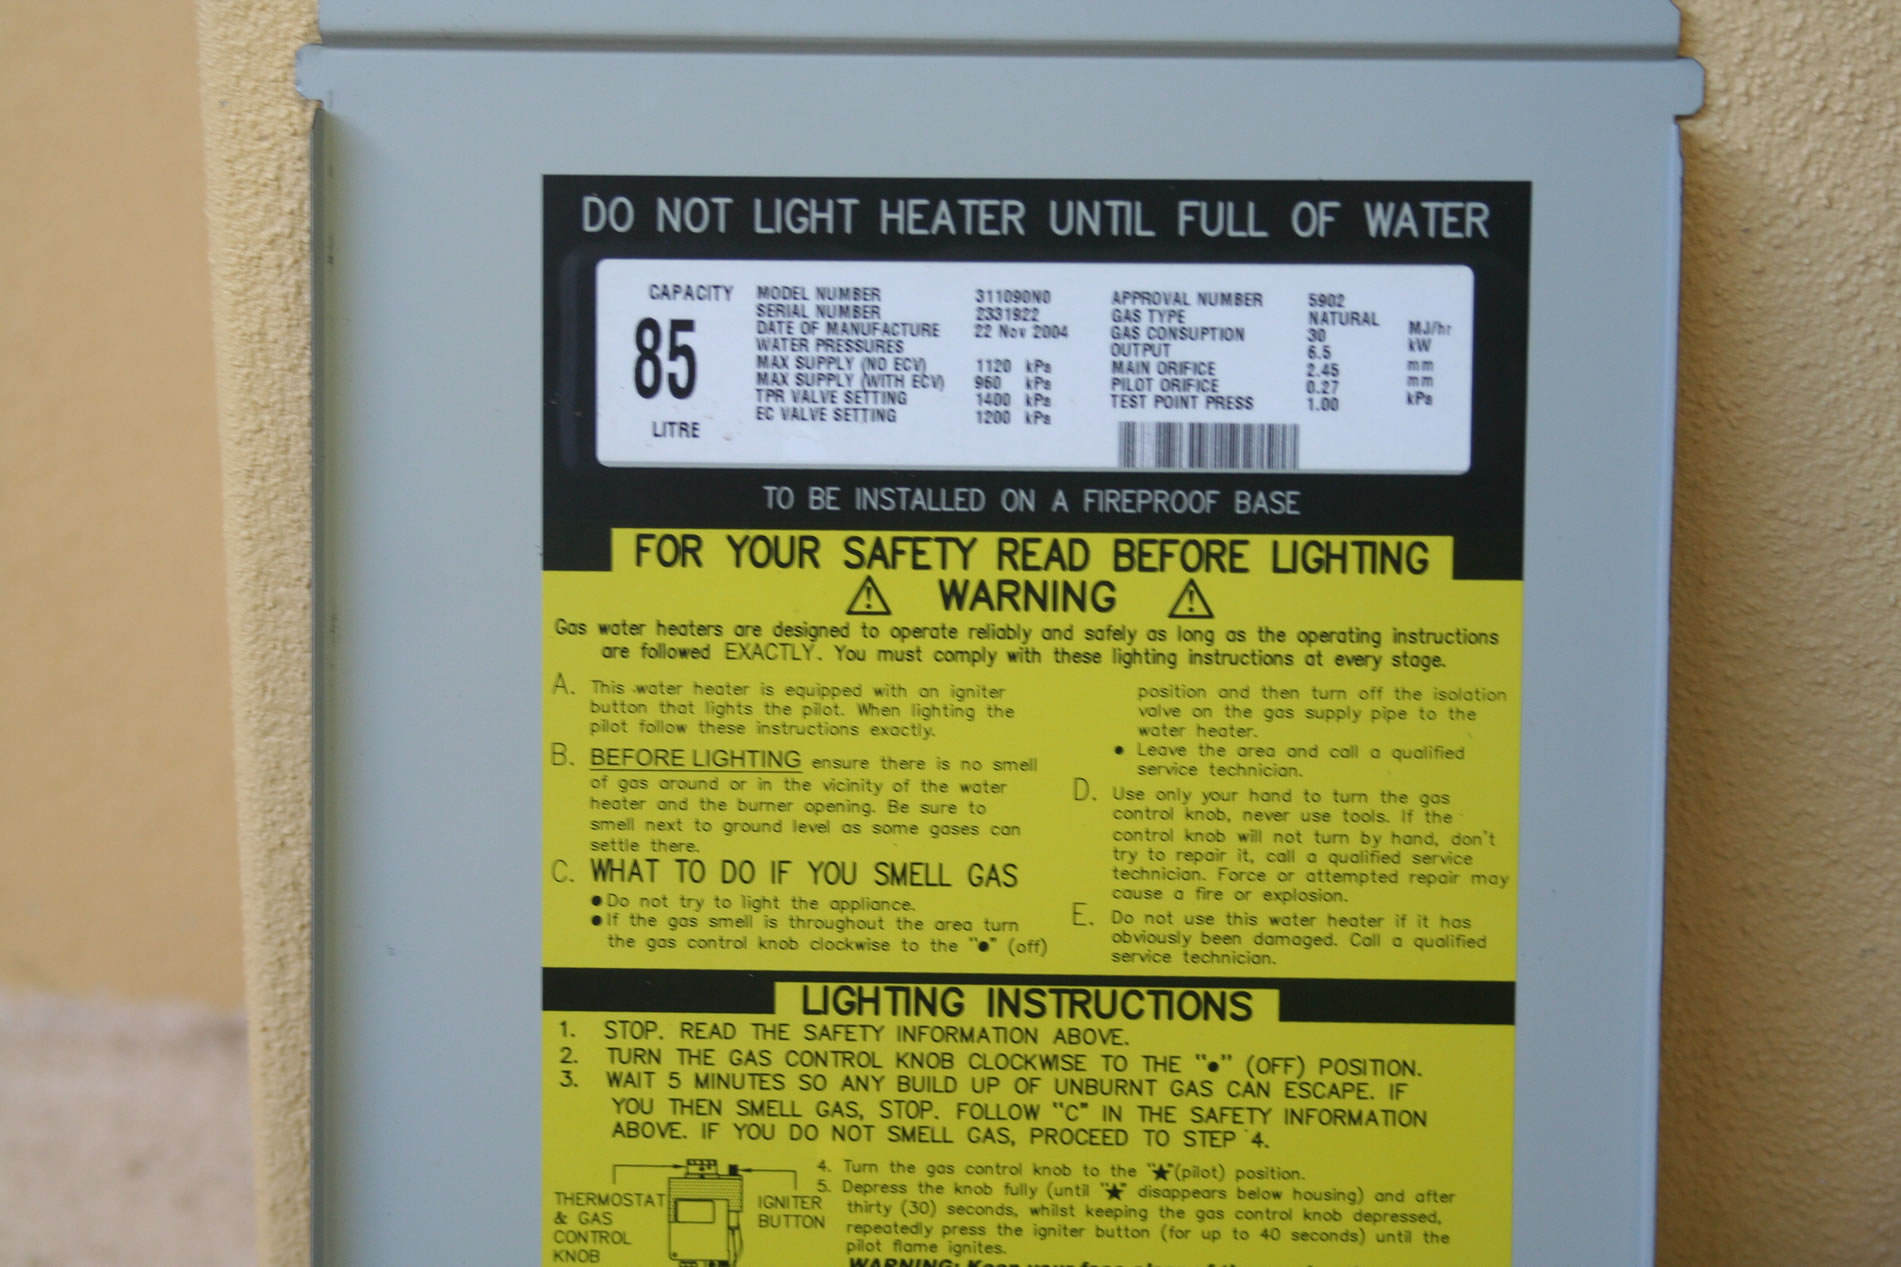 DO NOT LIGHT HEATER UNTIL FULL OF WATER
CAPACITY
85
LITRE
MODEL NUMBER 311090N0
SERIAL NUMBER 2331922
DATE OF MANUFACTURE 22 Nov 2004
WATER PRESSURES
MAX SUPPLY (NO ECV) 1120 kPa
MAX SUPPLY (WITH ECV) 960 kPa
TPR VALVE SETTING 1400 kPa
EC VALVE SETTING 1200 kPa
APPROVAL NUMBER 5902
GAS TYPE NATURAL
GAS CONSUPTION 30 MJ/hr
OUTPUT 6.5 kW
MAIN ORIFICE 2.45 mm
PILOT ORIFICE 0.27 mm
TEST POINT PRESS 1.00 kPa
TO BE INSTALLED ON A FIREPROOF BASE
FOR YOUR SAFETY READ BEFORE LIGHTING
WARNING
Gas water heaters are designed to operate reliably and safely as long as the operating instructions
are followed EXACTLY. You must comply with these lighting instructions at every stage.
A. This water heater is equipped with an igniter
button that lights the pilot. When lighting the
pilot follow these instructions exactly.
B. BEFORE LIGHTING ensure there is no smell
of gas around or in the vicinity of the water
heater and the burner opening. Be sure to
smell next to ground level as some gases can
settle there.
C. WHAT TO DO IF YOU SMELL GAS
● Do not try to light the appliance.
● If the gas smell is throughout the area turn
the gas control knob clockwise to the "●" (off)
position and then turn off the isolation
valve on the gas supply pipe to the
water heater.
● Leave the area and call a qualified
service technician.
D. Use only your hand to turn the gas
control knob, never use tools. If the
control knob will not turn by hand, don't
try to repair it, call a qualified service
technician. Force or attempted repair may
cause a fire or explosion.
E. Do not use this water heater if it has
obviously been damaged. Call a qualified
service technician.
LIGHTING INSTRUCTIONS
1. STOP. READ THE SAFETY INFORMATION ABOVE.
2. TURN THE GAS CONTROL KNOB CLOCKWISE TO THE "●" (OFF) POSITION.
3. WAIT 5 MINUTES SO ANY BUILD UP OF UNBURNT GAS CAN ESCAPE. IF
YOU THEN SMELL GAS, STOP. FOLLOW "C" IN THE SAFETY INFORMATION
ABOVE. IF YOU DO NOT SMELL GAS, PROCEED TO STEP 4.
THERMOSTAT
& GAS
CONTROL
KNOB
IGNITER
BUTTON
4. Turn the gas control knob to the "★"(pilot) position.
5. Depress the knob fully (until "★" disappears below housing) and after
thirty (30) seconds, whilst keeping the gas control knob depressed,
repeatedly press the igniter button (for up to 40 seconds) until the
pilot flame ignites.
WARNING: Keep your face